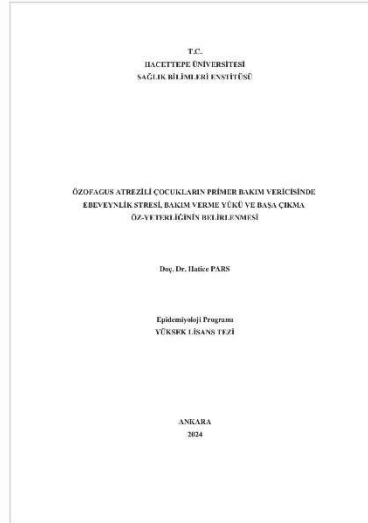 T.C.
HACETTEPE ÜNİVERSİTESİ
SAĞLIK BİLİMLERİ ENSTİTÜSÜ
ÖZOFAGUS ATREZİLİ ÇOCUKLARIN PRİMER BAKIM VERİCİSİNDE
EBEVEYNLİK STRESİ, BAKIM VERME YÜKÜ VE BAŞA ÇIKMA
ÖZ-YETERLİĞİNİN BELİRLENMESİ
Doç. Dr. Hatice PARS
Epidemiyoloji Programı
YÜKSEK LİSANS TEZİ
ANKARA
2024